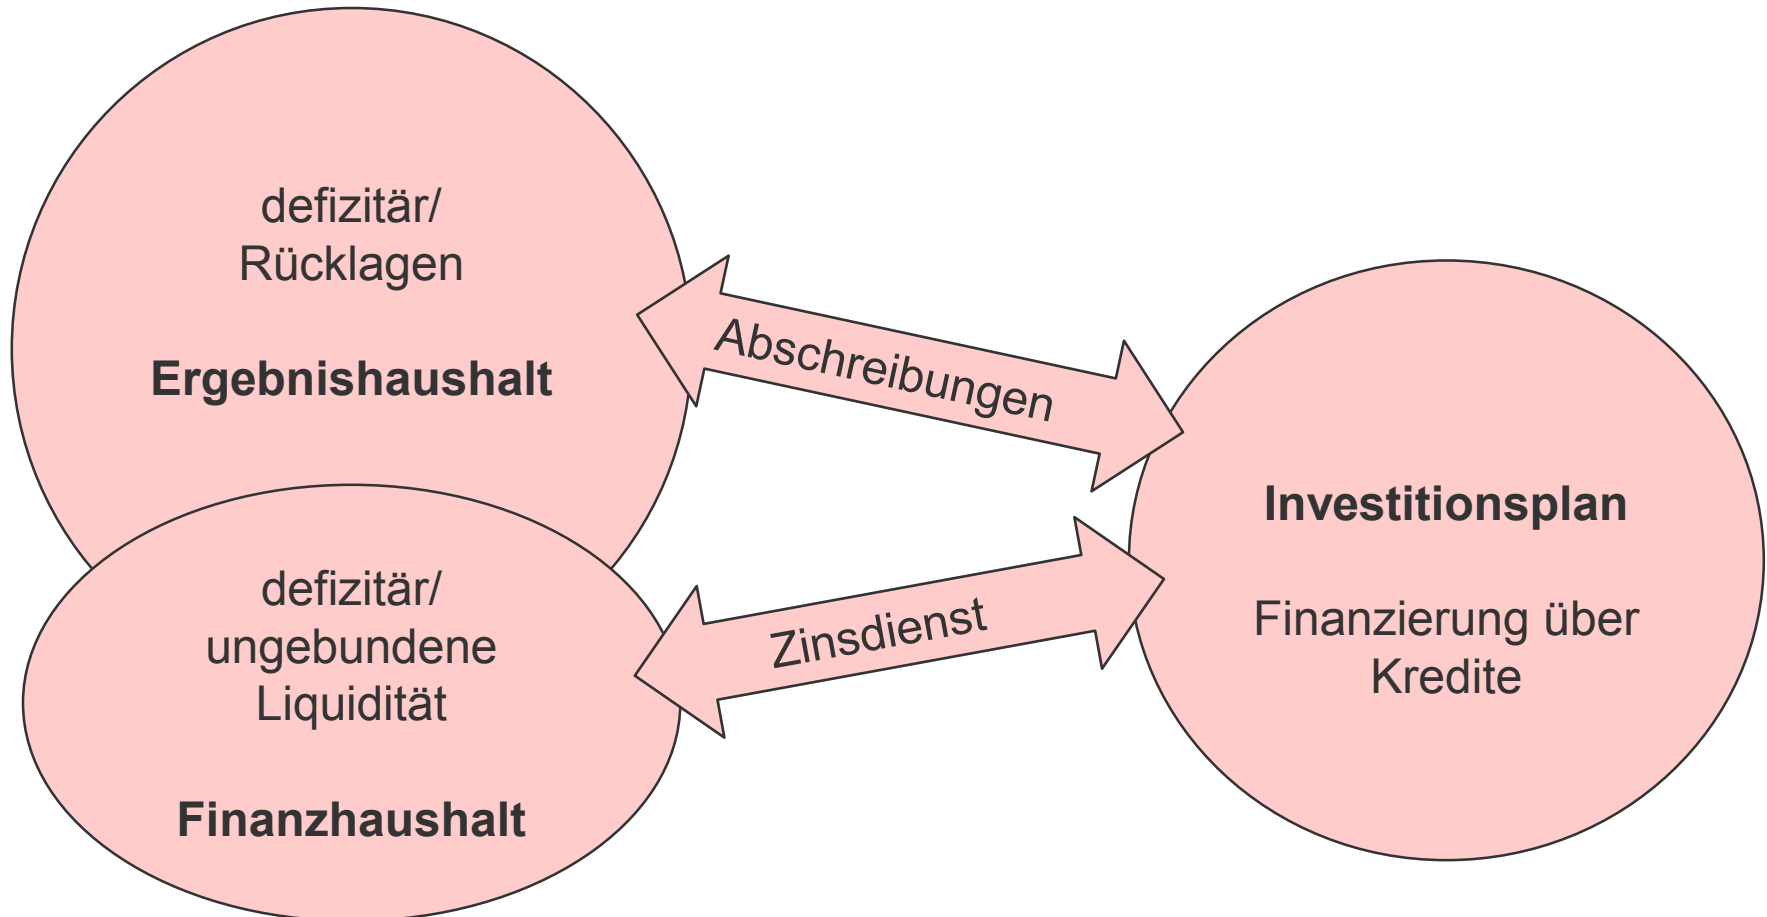 defizitär/
Rücklagen
Ergebnishaushalt
defizitär/
ungebundene
Liquidität
Finanzhaushalt
Abschreibungen
Zinsdienst
Investitionsplan
Finanzierung über
Kredite